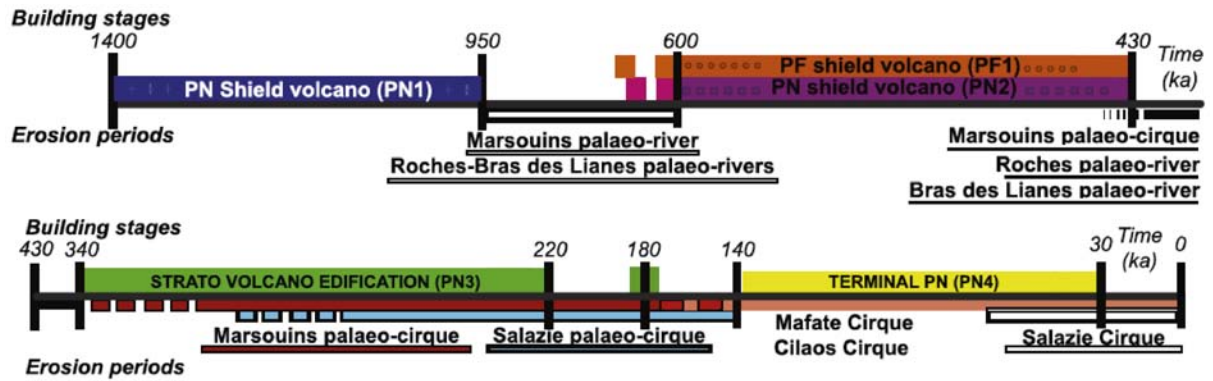 Building stages
1400 950 600 430 Time (ka)
PF shield volcano (PF1)
PN Shield volcano (PN1) PN shield volcano (PN2)
Erosion periods
Marsouins palaeo-river Marsouins palaeo-cirque
Roches-Bras des Lianes palaeo-rivers Roches palaeo-river
Bras des Lianes palaeo-river
Building stages
430 340 220 180 140 30 Time (ka) 0
STRATO VOLCANO EDIFICATION (PN3) TERMINAL PN (PN4)
Mafate Cirque
Marsouins palaeo-cirque Salazie palaeo-cirque Cilaos Cirque Salazie Cirque
Erosion periods